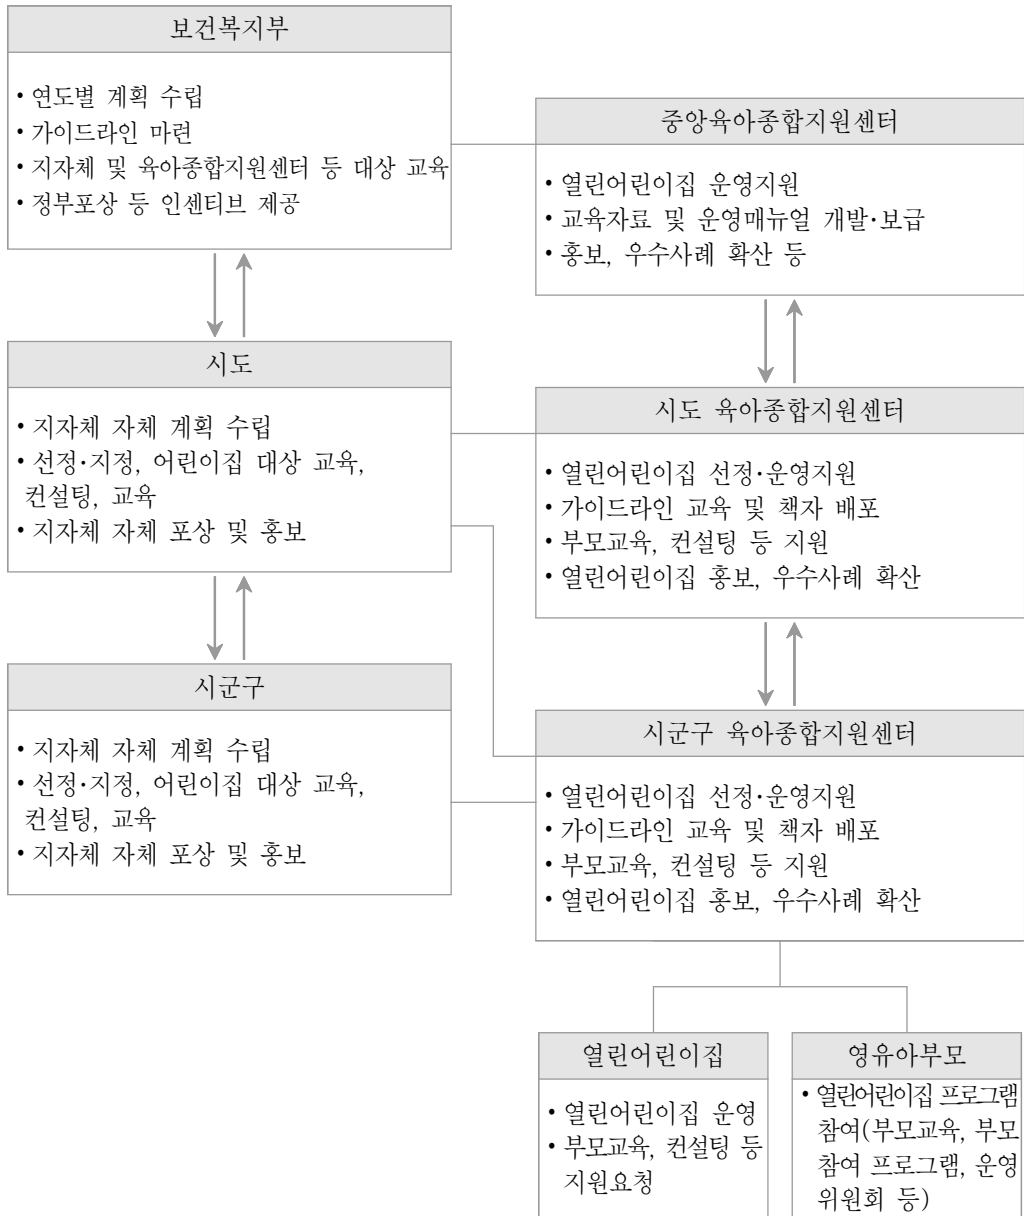 보건복지부
• 연도별 계획 수립
• 가이드라인 마련
• 지자체 및 육아종합지원센터 등 대상 교육
• 정부포상 등 인센티브 제공
중앙육아종합지원센터
• 열린어린이집 운영지원
• 교육자료 및 운영매뉴얼 개발·보급
• 홍보, 우수사례 확산 등
시도
• 지자체 자체 계획 수립
• 선정·지정, 어린이집 대상 교육,
컨설팅, 교육
• 지자체 자체 포상 및 홍보
시도 육아종합지원센터
• 열린어린이집 선정·운영지원
• 가이드라인 교육 및 책자 배포
• 부모교육, 컨설팅 등 지원
• 열린어린이집 홍보, 우수사례 확산
시군구
• 지자체 자체 계획 수립
• 선정·지정, 어린이집 대상 교육,
컨설팅, 교육
• 지자체 자체 포상 및 홍보
시군구 육아종합지원센터
• 열린어린이집 선정·운영지원
• 가이드라인 교육 및 책자 배포
• 부모교육, 컨설팅 등 지원
• 열린어린이집 홍보, 우수사례 확산
열린어린이집
• 열린어린이집 운영
• 부모교육, 컨설팅 등
지원요청
영유아부모
• 열린어린이집 프로그램
참여(부모교육, 부모
참여 프로그램, 운영
위원회 등)